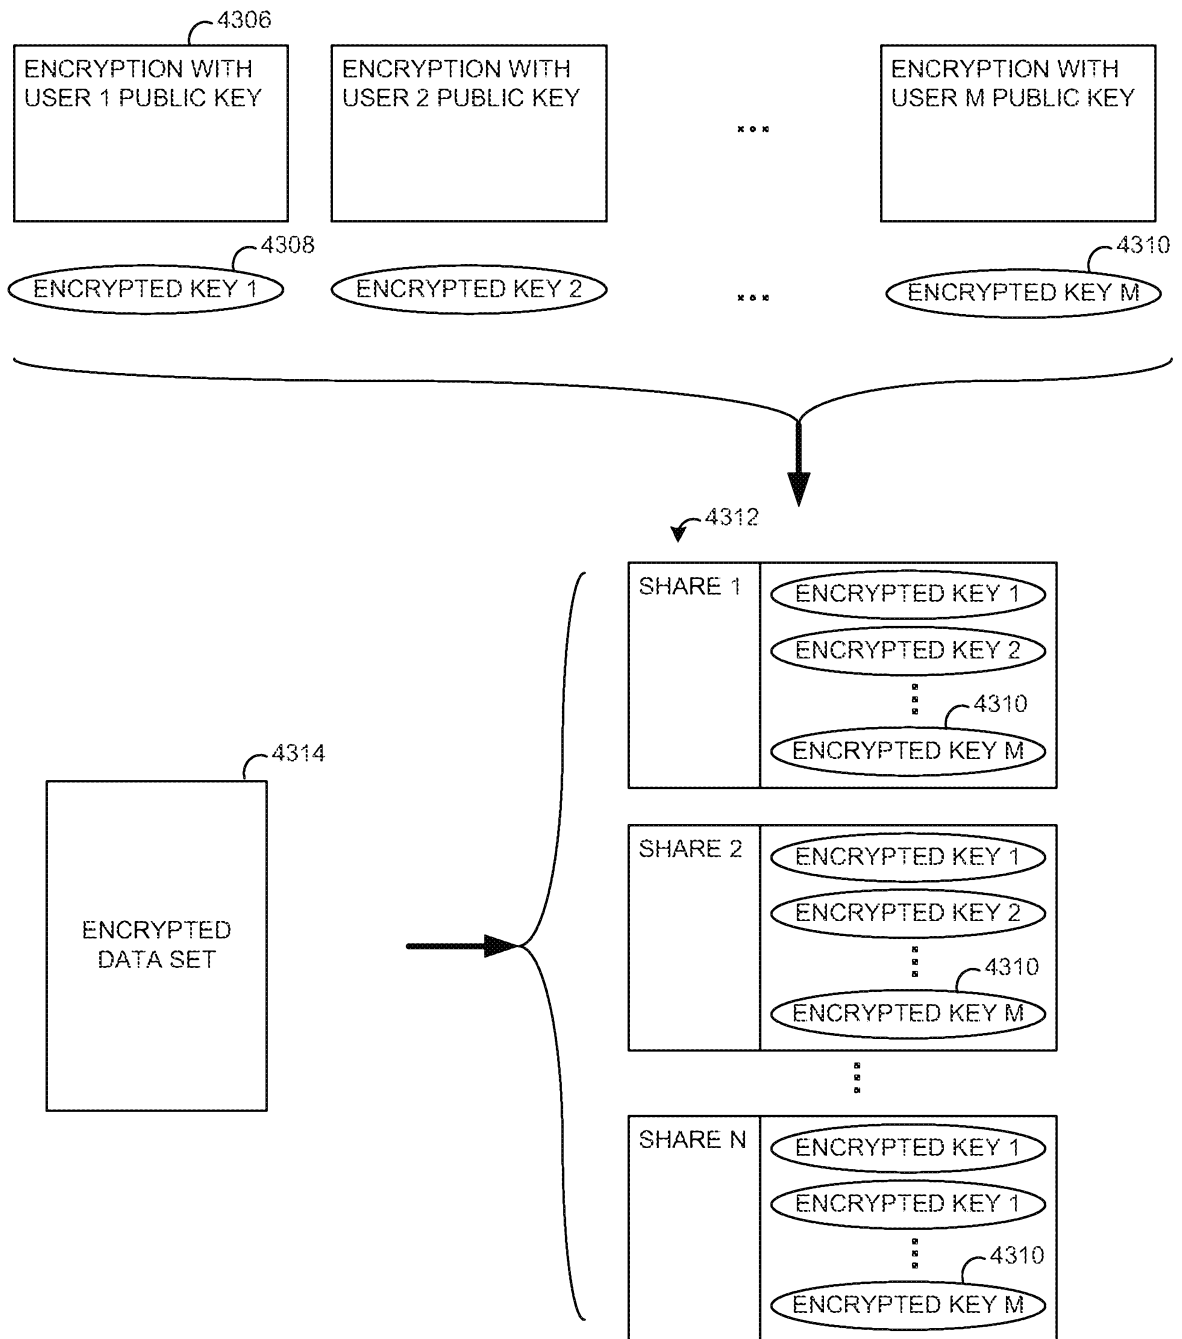 4306
ENCRYPTION WITH
USER 1 PUBLIC KEY
ENCRYPTION WITH
USER 2 PUBLIC KEY
...
ENCRYPTION WITH
USER M PUBLIC KEY
4308
4310
ENCRYPTED KEY 1
ENCRYPTED KEY 2
...
ENCRYPTED KEY M
4312
SHARE 1
ENCRYPTED KEY 1
ENCRYPTED KEY 2
4310
ENCRYPTED KEY M
4314
ENCRYPTED
DATA SET
SHARE 2
ENCRYPTED KEY 1
ENCRYPTED KEY 2
4310
ENCRYPTED KEY M
SHARE N
ENCRYPTED KEY 1
ENCRYPTED KEY 1
4310
ENCRYPTED KEY M